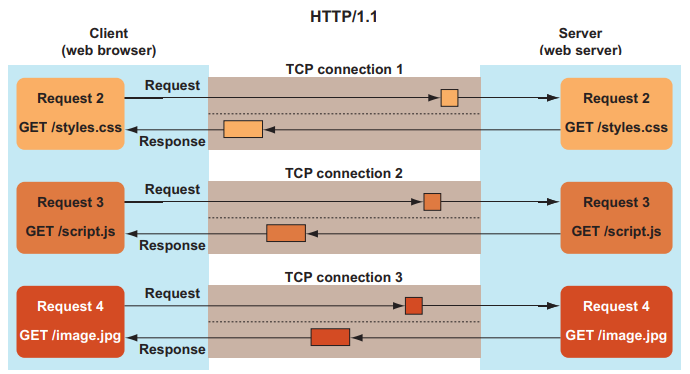 HTTP/1.1
Client
(web browser)
Server
(web server)
TCP connection 1
Request 2
GET /styles.css
Request
Response
Request 2
GET /styles.css
TCP connection 2
Request 3
GET /script.js
Request
Response
Request 3
GET /script.js
TCP connection 3
Request 4
GET /image.jpg
Request
Response
Request 4
GET /image.jpg